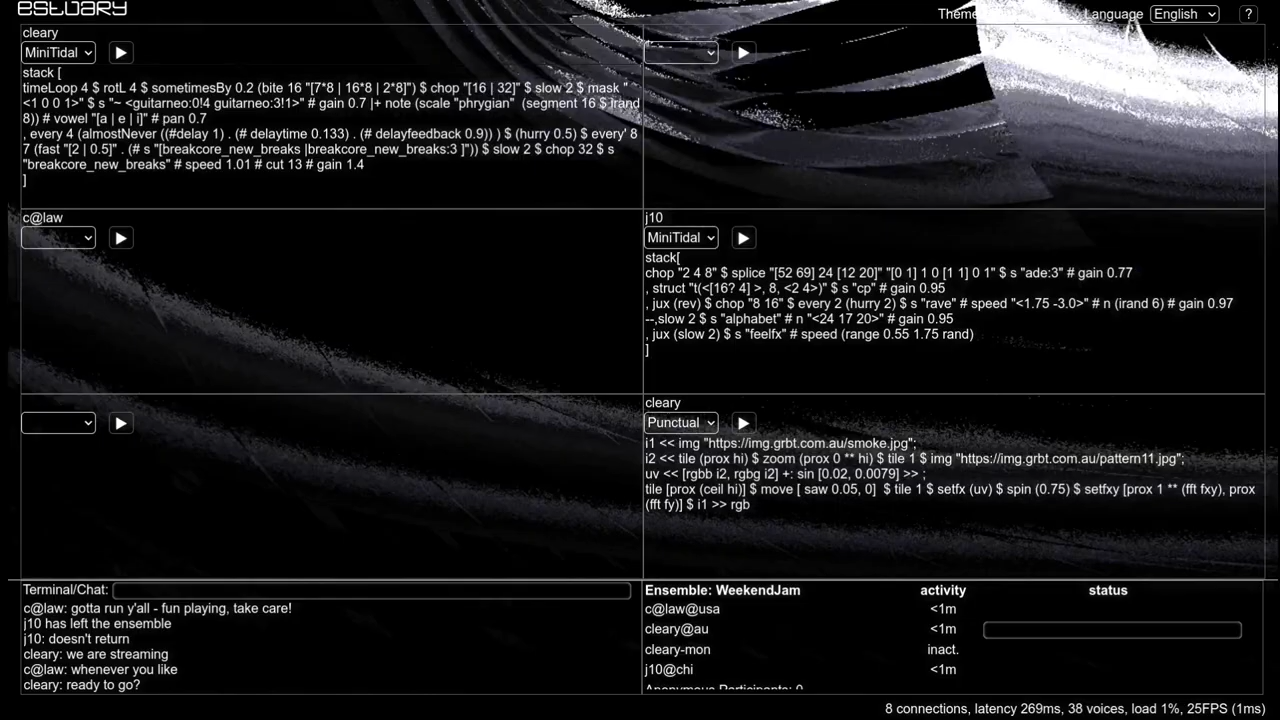 estuary
Theme
Language English ?
cleary
MiniTidal
stack [
timeLoop 4 $ rotL 4 $ sometimesBy 0.2 (bite 16 "[7*8 | 16*8 | 2*8]") $ chop "[16 | 32]" $ slow 2 $ mask "
<1 0 0 1>" $ s "~ <guitarneo:0!4 guitarneo:3!1>" # gain 0.7 |+ note (scale "phrygian" (segment 16 $ irand
8)) # vowel "[a | e | i]" # pan 0.7
, every 4 (almostNever ((#delay 1) . (# delaytime 0.133) . (# delayfeedback 0.9)) ) $ (hurry 0.5) $ every' 8
7 (fast "[2 | 0.5]" . (# s "[breakcore_new_breaks |breakcore_new_breaks:3 ]")) $ slow 2 $ chop 32 $ s
"breakcore_new_breaks" # speed 1.01 # cut 13 # gain 1.4
]
c@law
j10
MiniTidal
stack[
chop "2 4 8" $ splice "[52 69] 24 [12 20]" "[0 1] 1 0 [1 1] 0 1" $ s "ade:3" # gain 0.77
, struct "t(<[16? 4] >, 8, <2 4>)" $ s "cp" # gain 0.95
, jux (rev) $ chop "8 16" $ every 2 (hurry 2) $ s "rave" # speed "<1.75 -3.0>" # n (irand 6) # gain 0.97
--,slow 2 $ s "alphabet" # n "<24 17 20>" # gain 0.95
, jux (slow 2) $ s "feelfx" # speed (range 0.55 1.75 rand)
]
cleary
Punctual
i1 << img "https://img.grbt.com.au/smoke.jpg";
i2 << tile (prox hi) $ zoom (prox 0 ** hi) $ tile 1 $ img "https://img.grbt.com.au/pattern11.jpg";
uv << [rgbb i2, rgbg i2] +: sin [0.02, 0.0079] >> ;
tile [prox (ceil hi)] $ move [ saw 0.05, 0] $ tile 1 $ setfx (uv) $ spin (0.75) $ setfxy [prox 1 ** (fft fxy), prox
(fft fy)] $ i1 >> rgb
Terminal/Chat:
c@law: gotta run y'all - fun playing, take care!
j10 has left the ensemble
j10: doesn't return
cleary: we are streaming
c@law: whenever you like
cleary: ready to go?
Ensemble: WeekendJam activity status
c@law@usa <1m
cleary@au <1m
cleary-mon inact.
j10@chi <1m
Anonymous Participants: 0
8 connections, latency 269ms, 38 voices, load 1%, 25FPS (1ms)